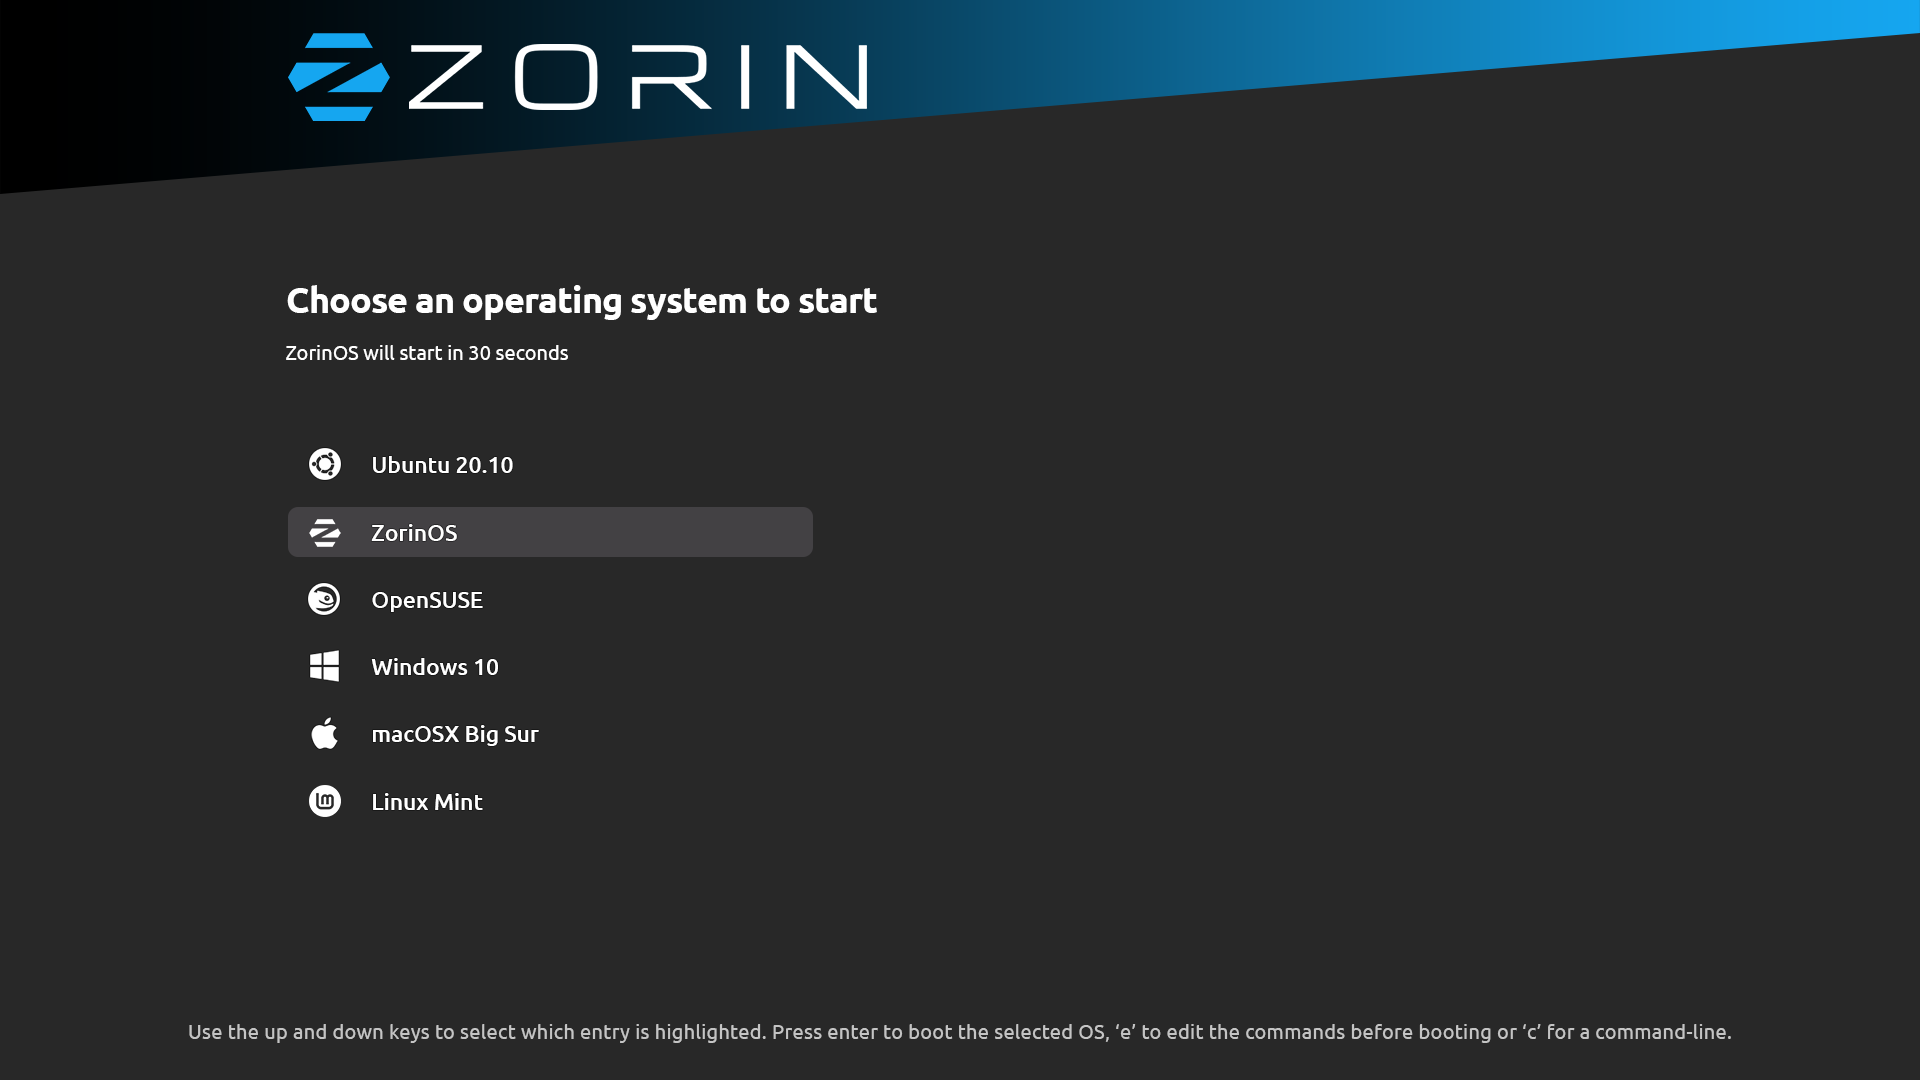 ZORIN
Choose an operating system to start
ZorinOS will start in 30 seconds
Ubuntu 20.10
ZorinOS
OpenSUSE
Windows 10
macOSX Big Sur
Linux Mint
Use the up and down keys to select which entry is highlighted. Press enter to boot the selected OS, ‘e’ to edit the commands before booting or ‘c’ for a command-line.